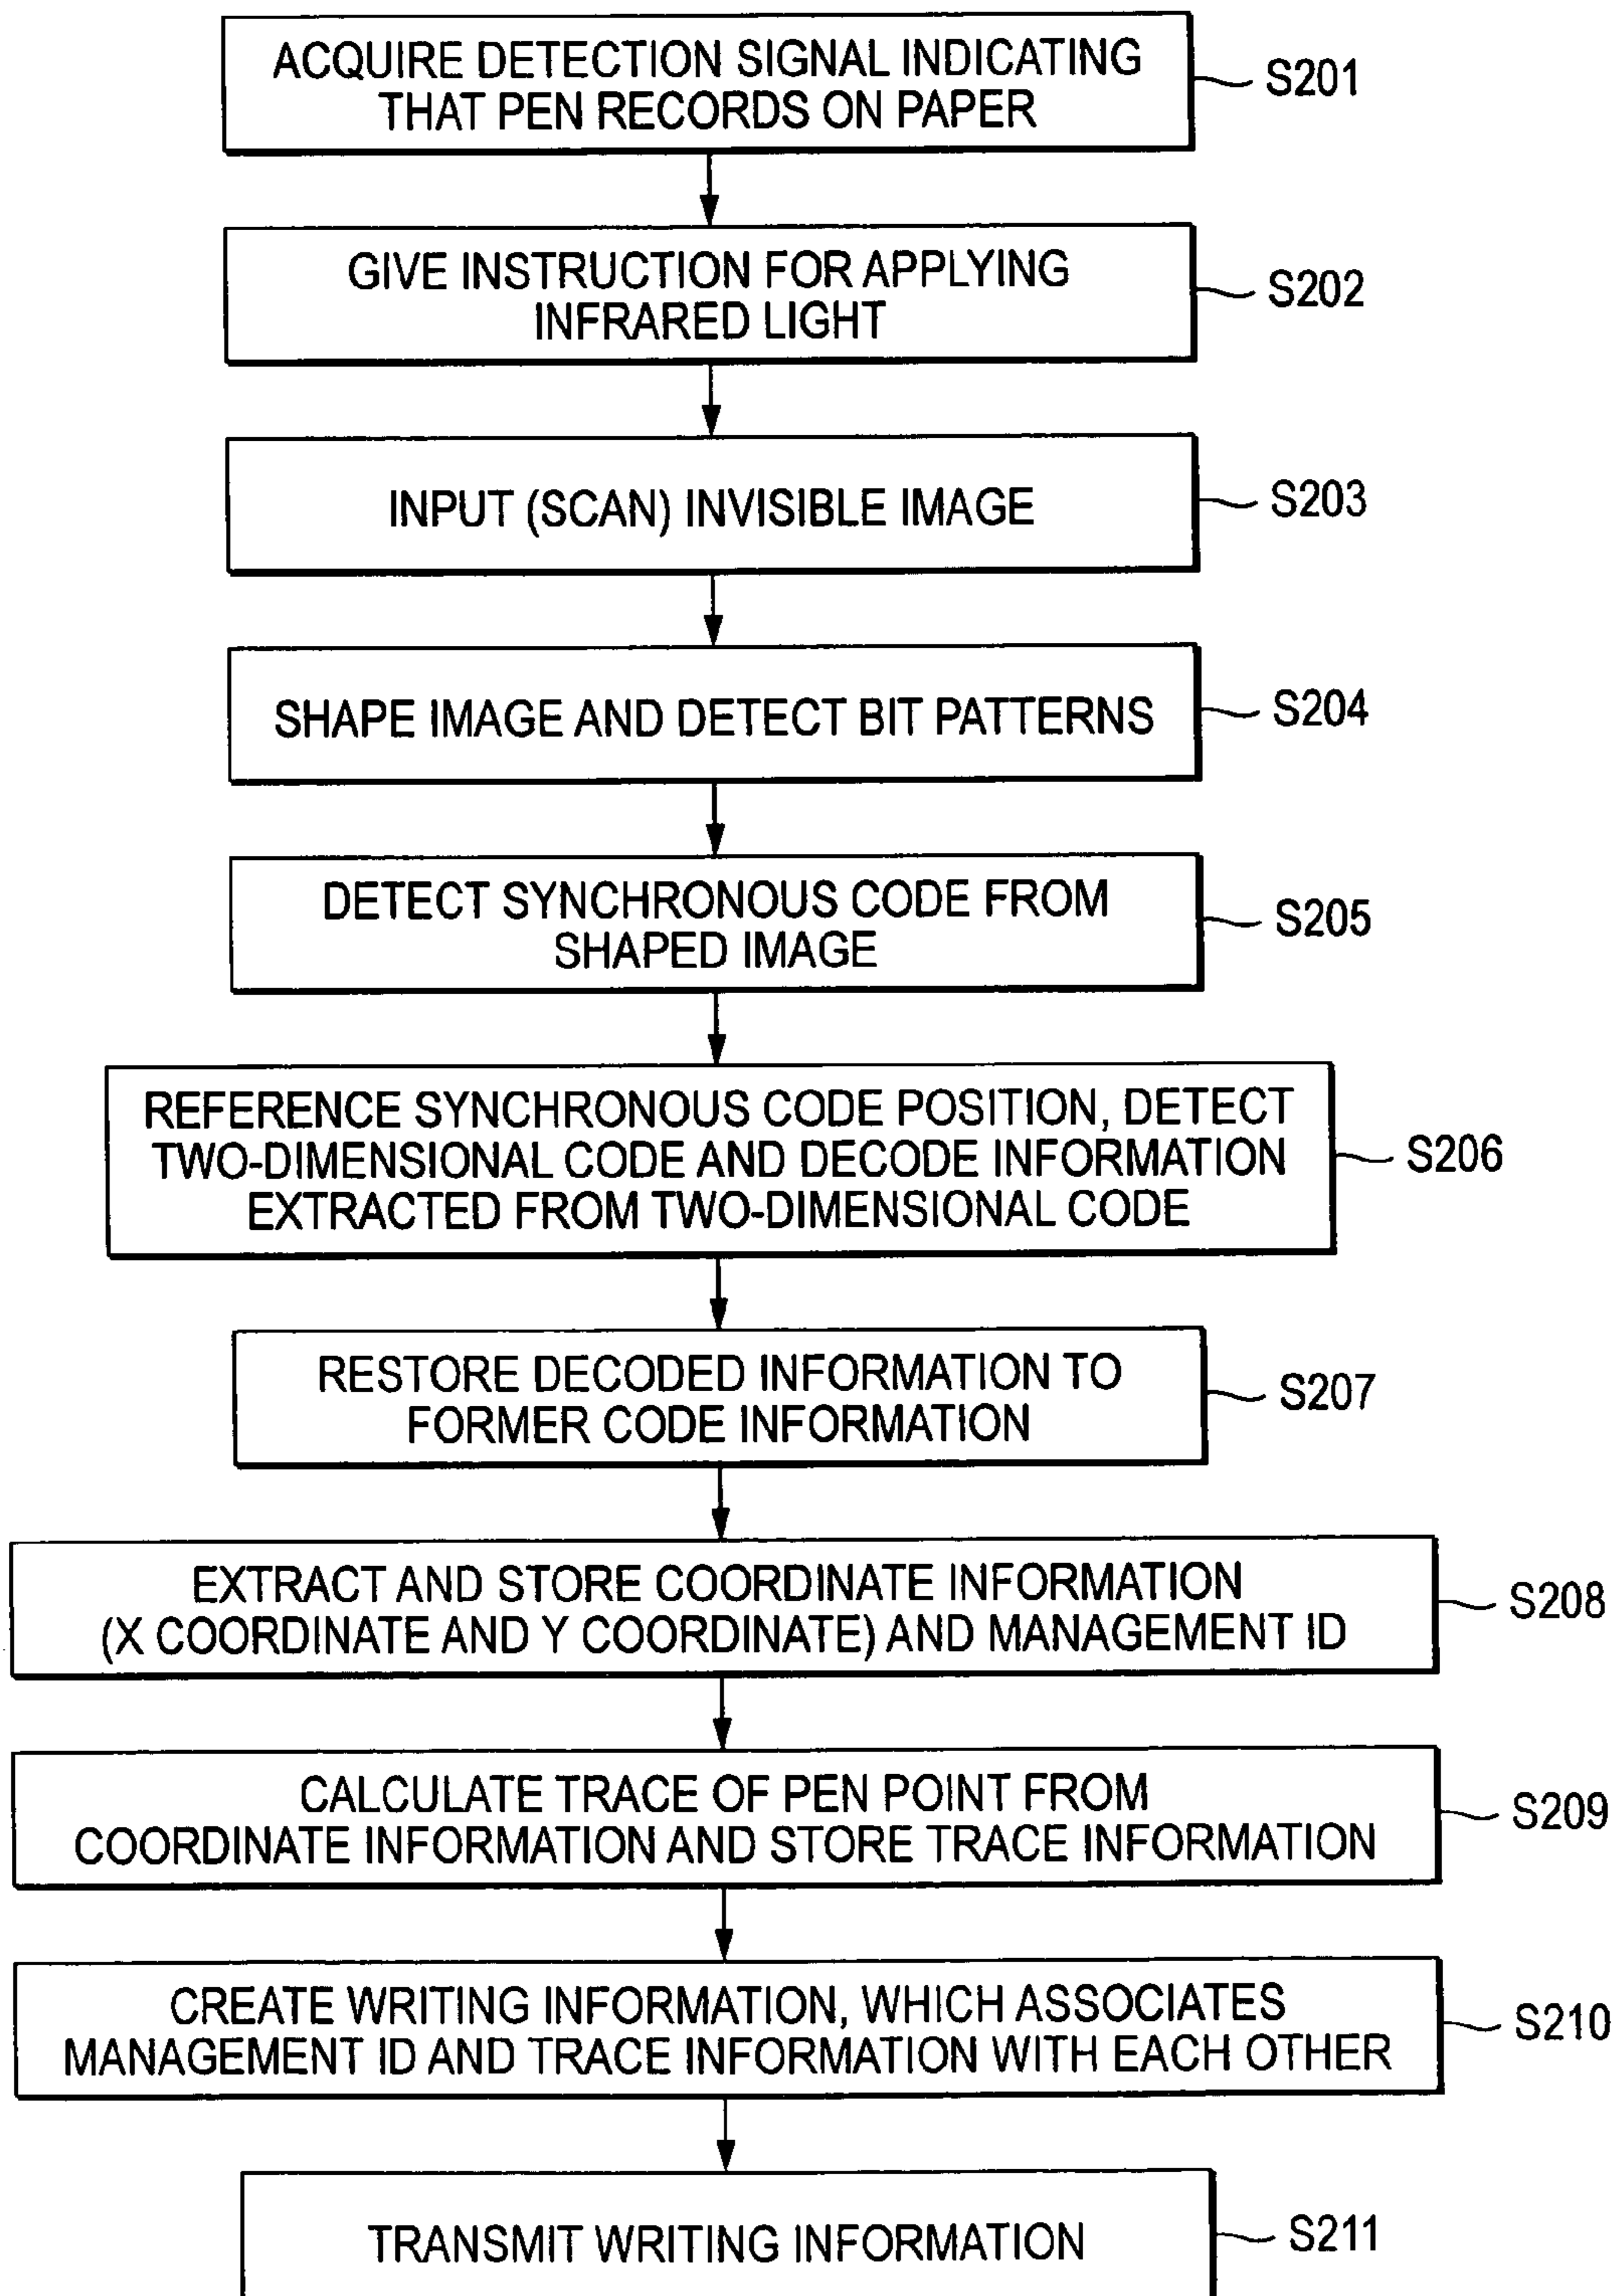 ACQUIRE DETECTION SIGNAL INDICATING
THAT PEN RECORDS ON PAPER
S201
GIVE INSTRUCTION FOR APPLYING
INFRARED LIGHT
S202
INPUT (SCAN) INVISIBLE IMAGE
S203
SHAPE IMAGE AND DETECT BIT PATTERNS
S204
DETECT SYNCHRONOUS CODE FROM
SHAPED IMAGE
S205
REFERENCE SYNCHRONOUS CODE POSITION, DETECT
TWO-DIMENSIONAL CODE AND DECODE INFORMATION
EXTRACTED FROM TWO-DIMENSIONAL CODE
S206
RESTORE DECODED INFORMATION TO
FORMER CODE INFORMATION
S207
EXTRACT AND STORE COORDINATE INFORMATION
(X COORDINATE AND Y COORDINATE) AND MANAGEMENT ID
S208
CALCULATE TRACE OF PEN POINT FROM
COORDINATE INFORMATION AND STORE TRACE INFORMATION
S209
CREATE WRITING INFORMATION, WHICH ASSOCIATES
MANAGEMENT ID AND TRACE INFORMATION WITH EACH OTHER
S210
TRANSMIT WRITING INFORMATION
S211